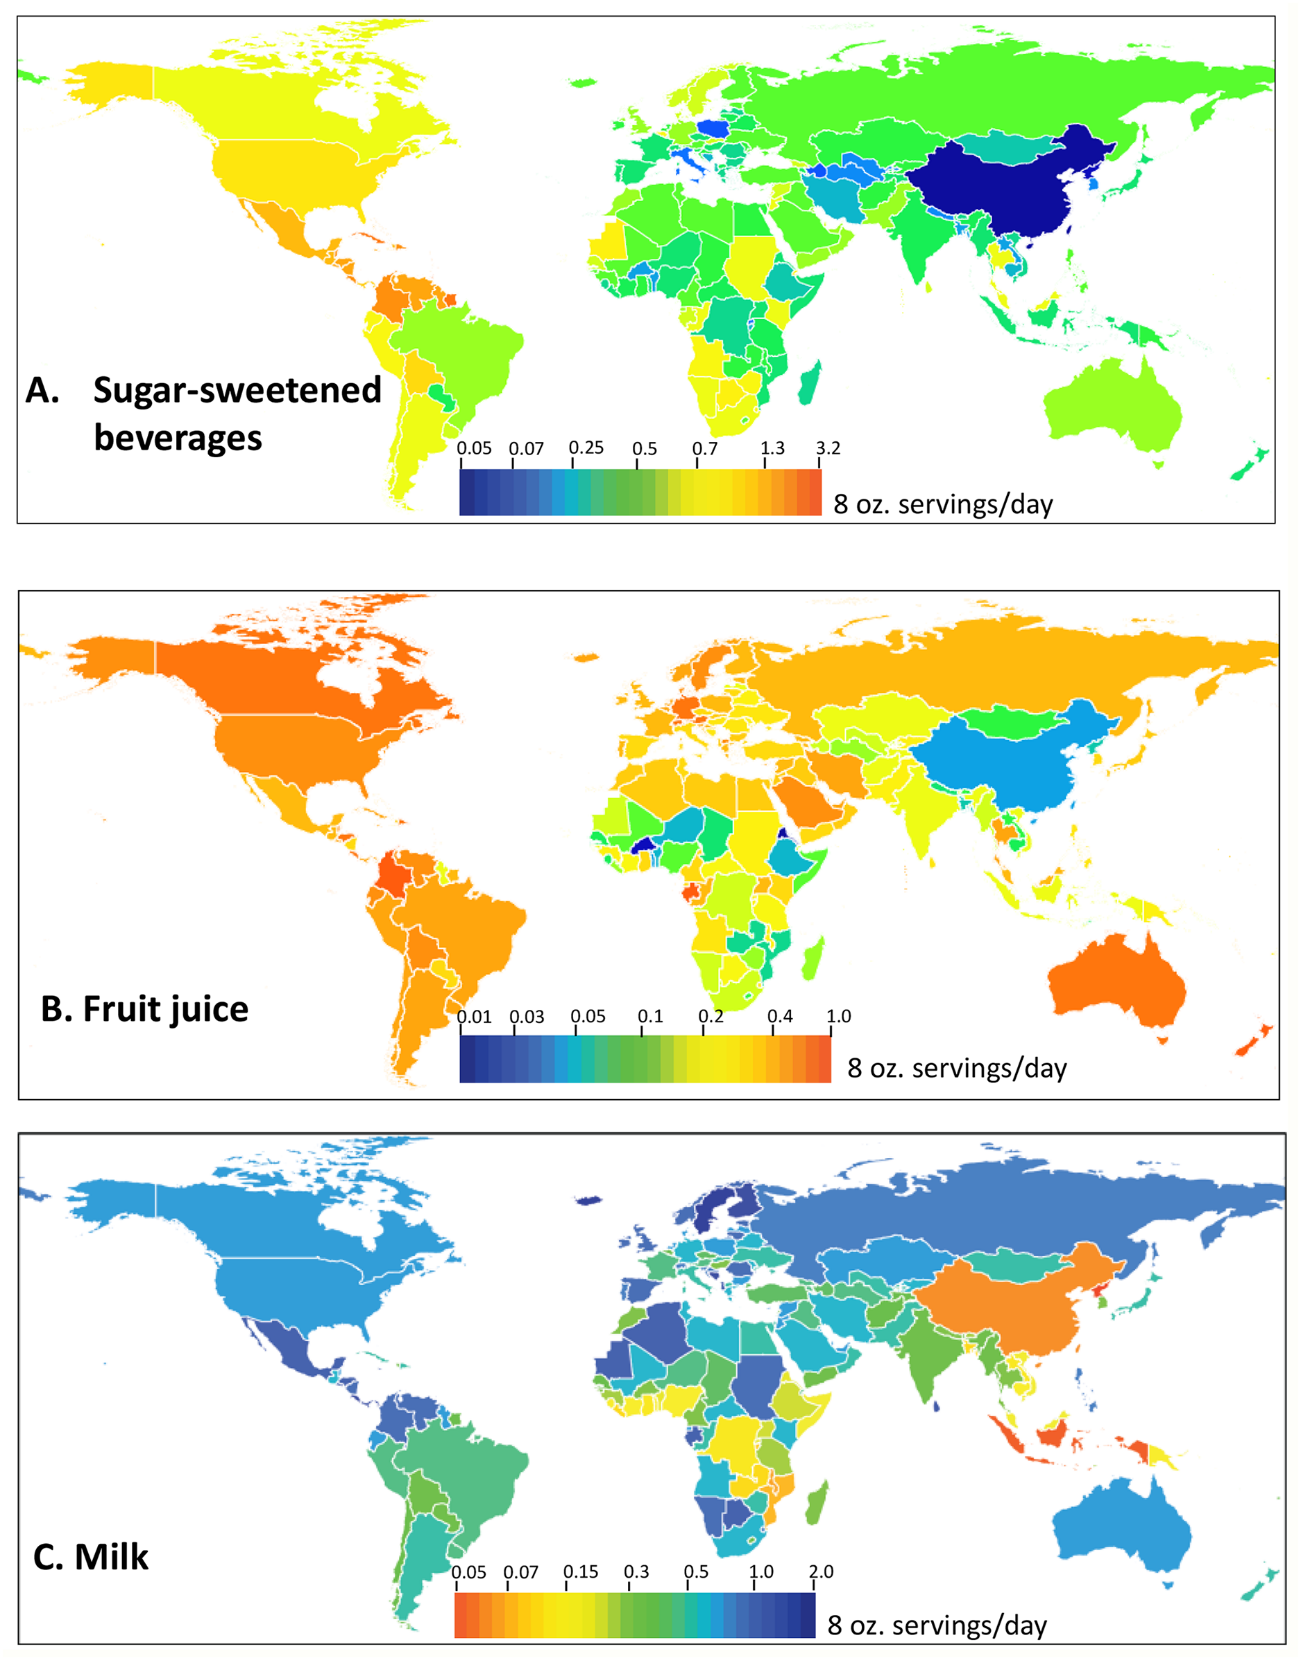 A. Sugar-sweetened
beverages
0.05 0.07 0.25 0.5 0.7 1.3 3.2
8 oz. servings/day
B. Fruit juice
0.01 0.03 0.05 0.1 0.2 0.4 1.0
8 oz. servings/day
C. Milk
0.05 0.07 0.15 0.3 0.5 1.0 2.0
8 oz. servings/day